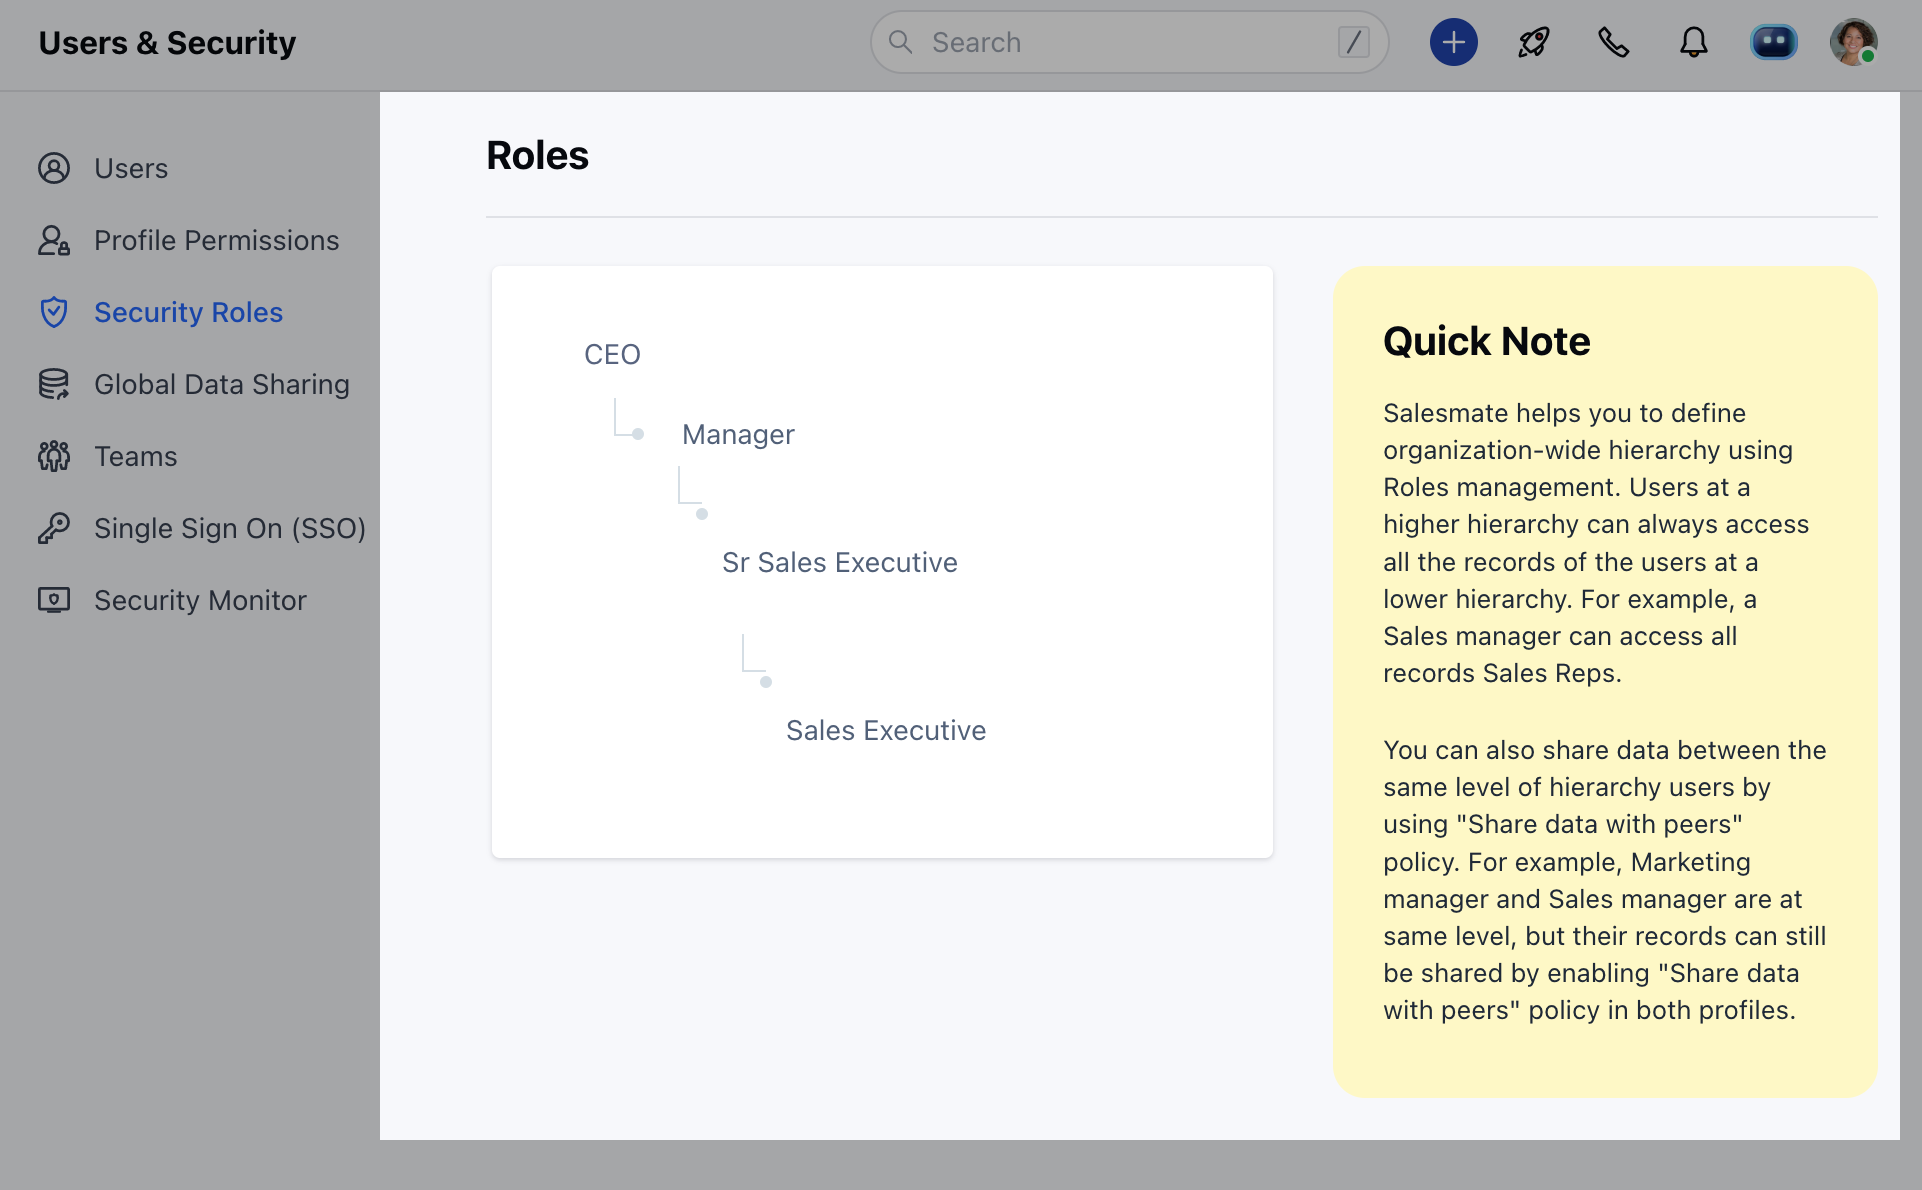 Users & Security
Search
/
Users
Profile Permissions
Security Roles
Global Data Sharing
Teams
Single Sign On (SSO)
Security Monitor
Roles
CEO
Manager
Sr Sales Executive
Sales Executive
Quick Note
Salesmate helps you to define
organization-wide hierarchy using
Roles management. Users at a
higher hierarchy can always access
all the records of the users at a
lower hierarchy. For example, a
Sales manager can access all
records Sales Reps.
You can also share data between the
same level of hierarchy users by
using "Share data with peers"
policy. For example, Marketing
manager and Sales manager are at
same level, but their records can still
be shared by enabling "Share data
with peers" policy in both profiles.